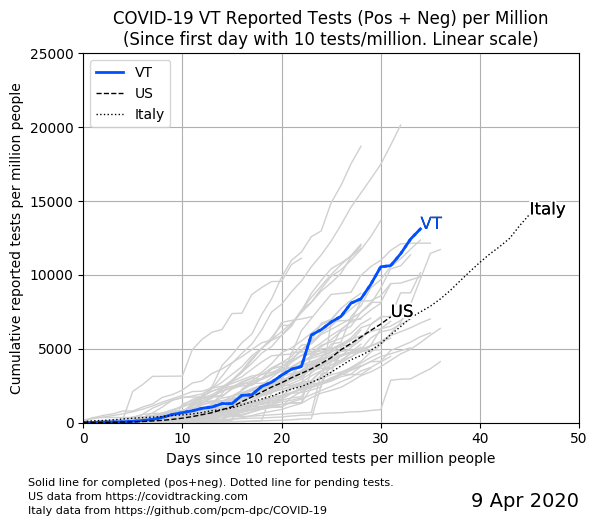 COVID-19 VT Reported Tests (Pos + Neg) per Million
(Since first day with 10 tests/million. Linear scale)
25000
20000
15000
10000
5000
0
Cumulative reported tests per million people
VT
US
Italy
Italy
VT
US
0 10 20 30 40 50
Days since 10 reported tests per million people
Solid line for completed (pos+neg). Dotted line for pending tests.
US data from https://covidtracking.com
Italy data from https://github.com/pcm-dpc/COVID-19
9 Apr 2020